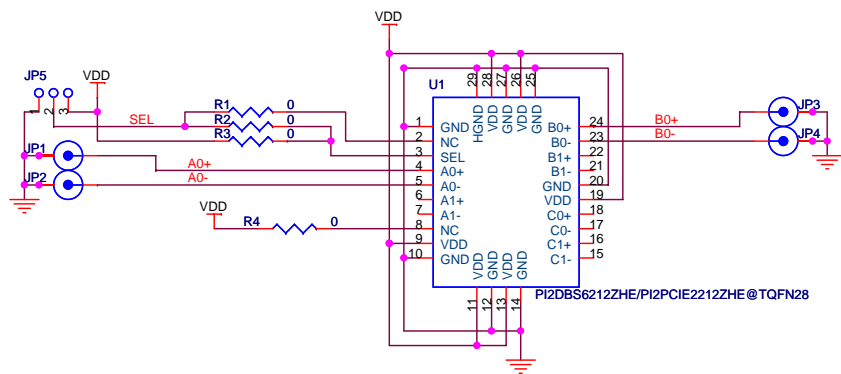 VDD
JP5
VDD
1
2
3
SEL
R1 0
R2 0
R3 0
JP1
JP2
A0+
A0-
VDD
R4 0
U1
29 28 27 26 25
HGND VDD GND VDD GND
1 GND
2 NC
3 SEL
4 A0+
5 A0-
6 A1+
7 A1-
8 NC
9 VDD
10 GND
B0+ 24
B0- 23
B1+ 22
B1- 21
GND 20
VDD 19
C0+ 18
C0- 17
C1+ 16
C1- 15
VDD GND VDD GND
11 12 13 14
B0+
B0-
JP3
JP4
PI2DBS6212ZHE/PI2PCIE2212ZHE@TQFN28